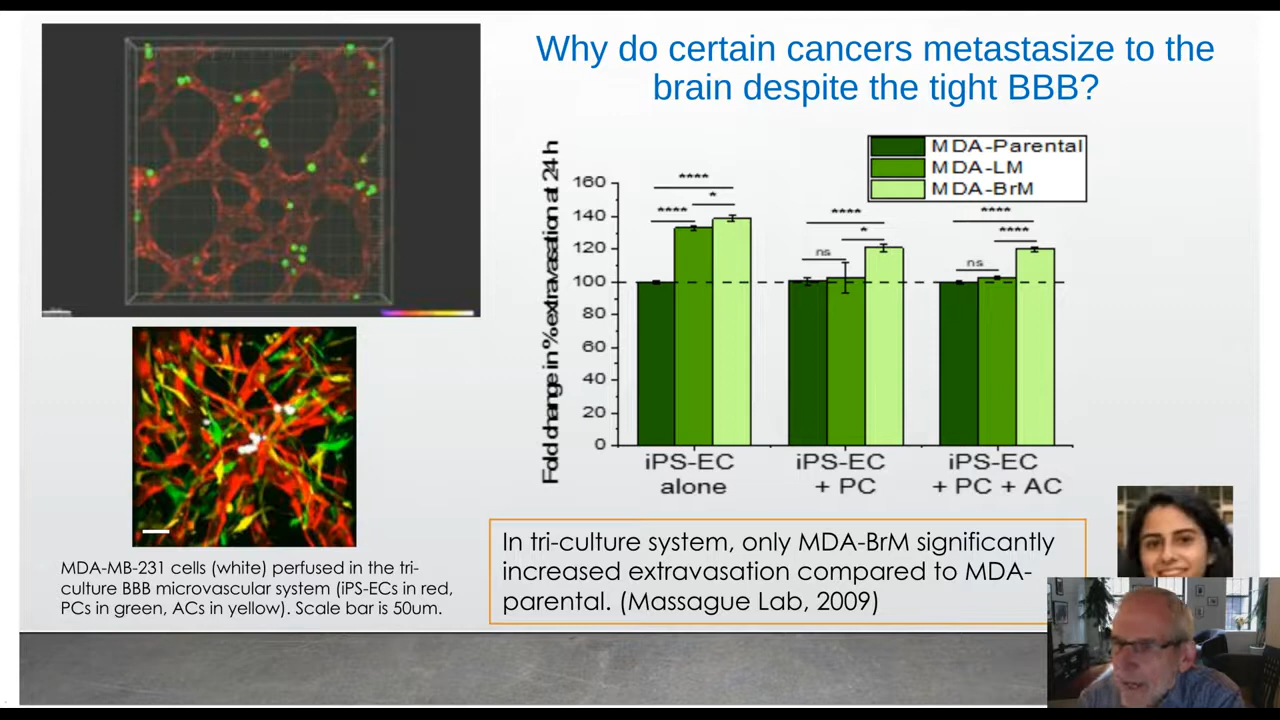 Why do certain cancers metastasize to the
brain despite the tight BBB?
Fold change in % extravasation at 24 h
MDA-Parental
MDA-LM
MDA-BrM
160
140
120
100
80
60
40
20
0
****
****
*
****
ns
*
****
ns
****
iPS-EC
alone
iPS-EC
+ PC
iPS-EC
+ PC + AC
MDA-MB-231 cells (white) perfused in the tri-
culture BBB microvascular system (iPS-ECs in red,
PCs in green, ACs in yellow). Scale bar is 50um.
In tri-culture system, only MDA-BrM significantly
increased extravasation compared to MDA-
parental. (Massague Lab, 2009)